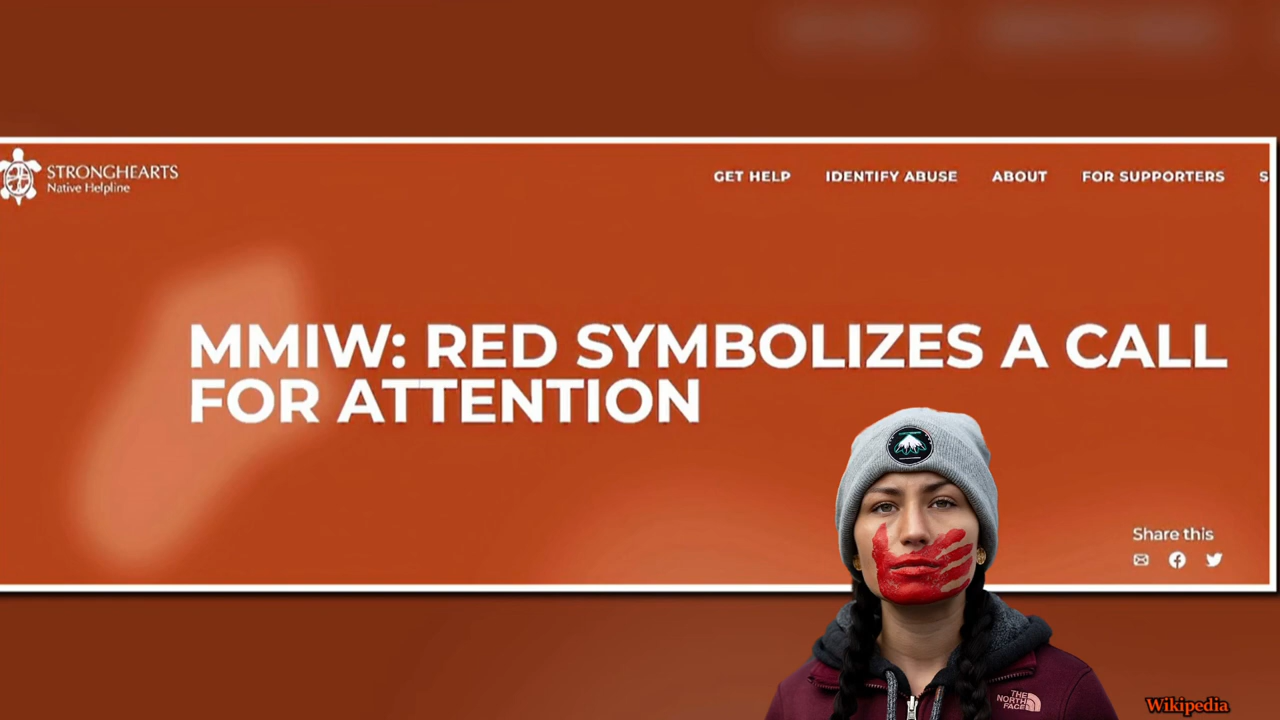 STRONGHEARTS
Native Helpline
GET HELP IDENTIFY ABUSE ABOUT FOR SUPPORTERS S
MMIW: RED SYMBOLIZES A CALL
FOR ATTENTION
Share this
THE
NORTH
FACE
Wikipedia